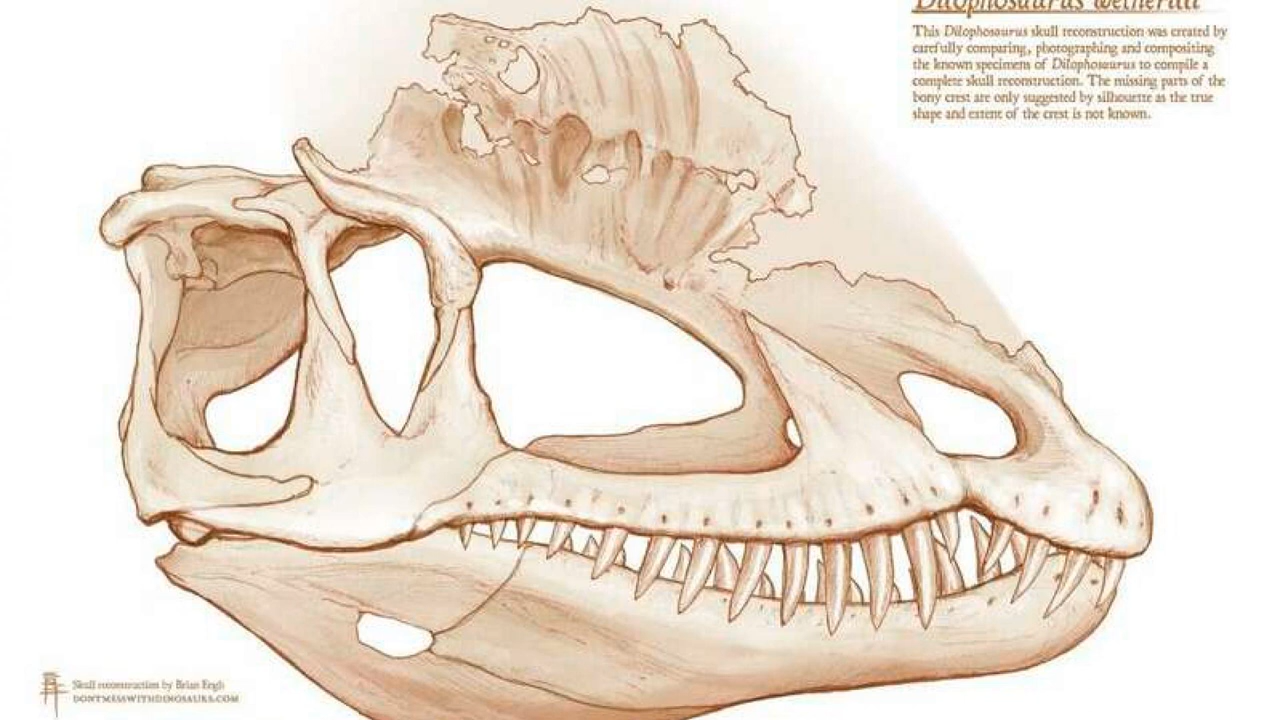 Dilophosaurus wetherilli
This Dilophosaurus skull reconstruction was created by
carefully comparing, photographing and compositing
the known specimens of Dilophosaurus to compile a
complete skull reconstruction. The missing parts of the
bony crest are only suggested by silhouette as the true
shape and extent of the crest is not known.
Skull reconstruction by Brian Engh
DONTMESSWITHDINOSAURS.COM